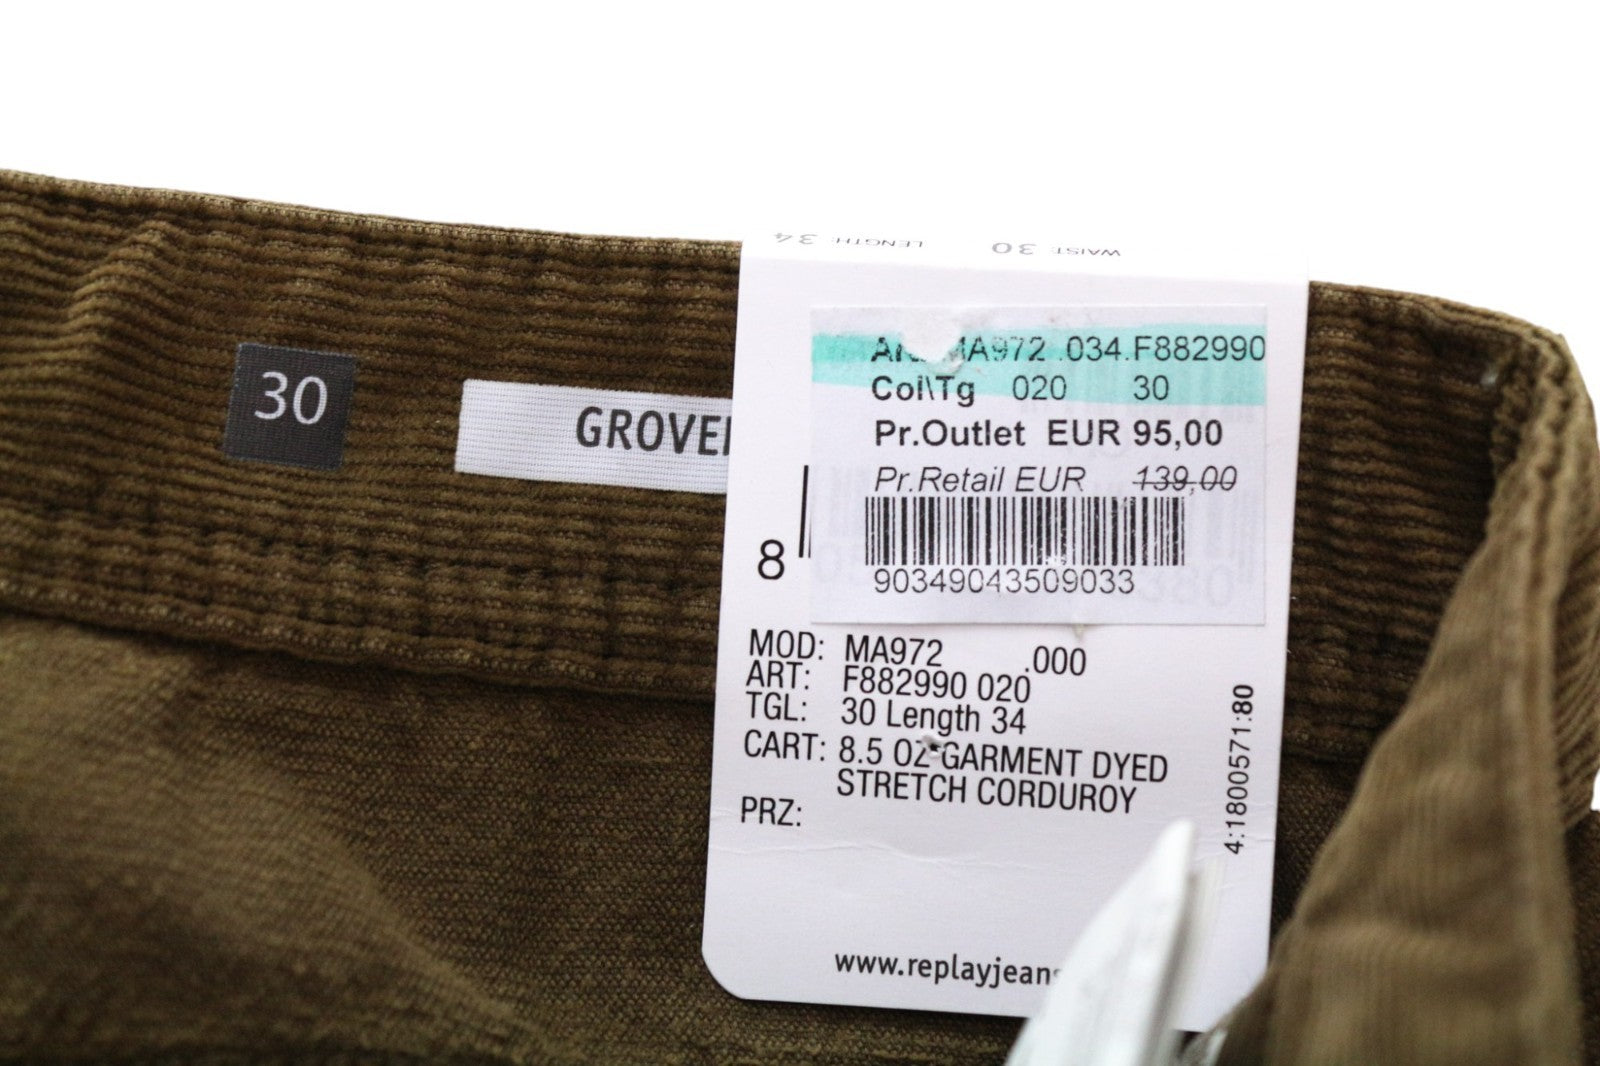 LENGTH: 34 WAIST: 30
30
GROVE
Art. MA972 .034.F882990
Col\Tg 020 30
Pr.Outlet EUR 95,00
Pr.Retail EUR 139,00
90349043509033
8
MOD: MA972 .000
ART: F882990 020
TGL: 30 Length 34
CART: 8.5 OZ GARMENT DYED
STRETCH CORDUROY
PRZ:
4:1800571:80
www.replayjeans